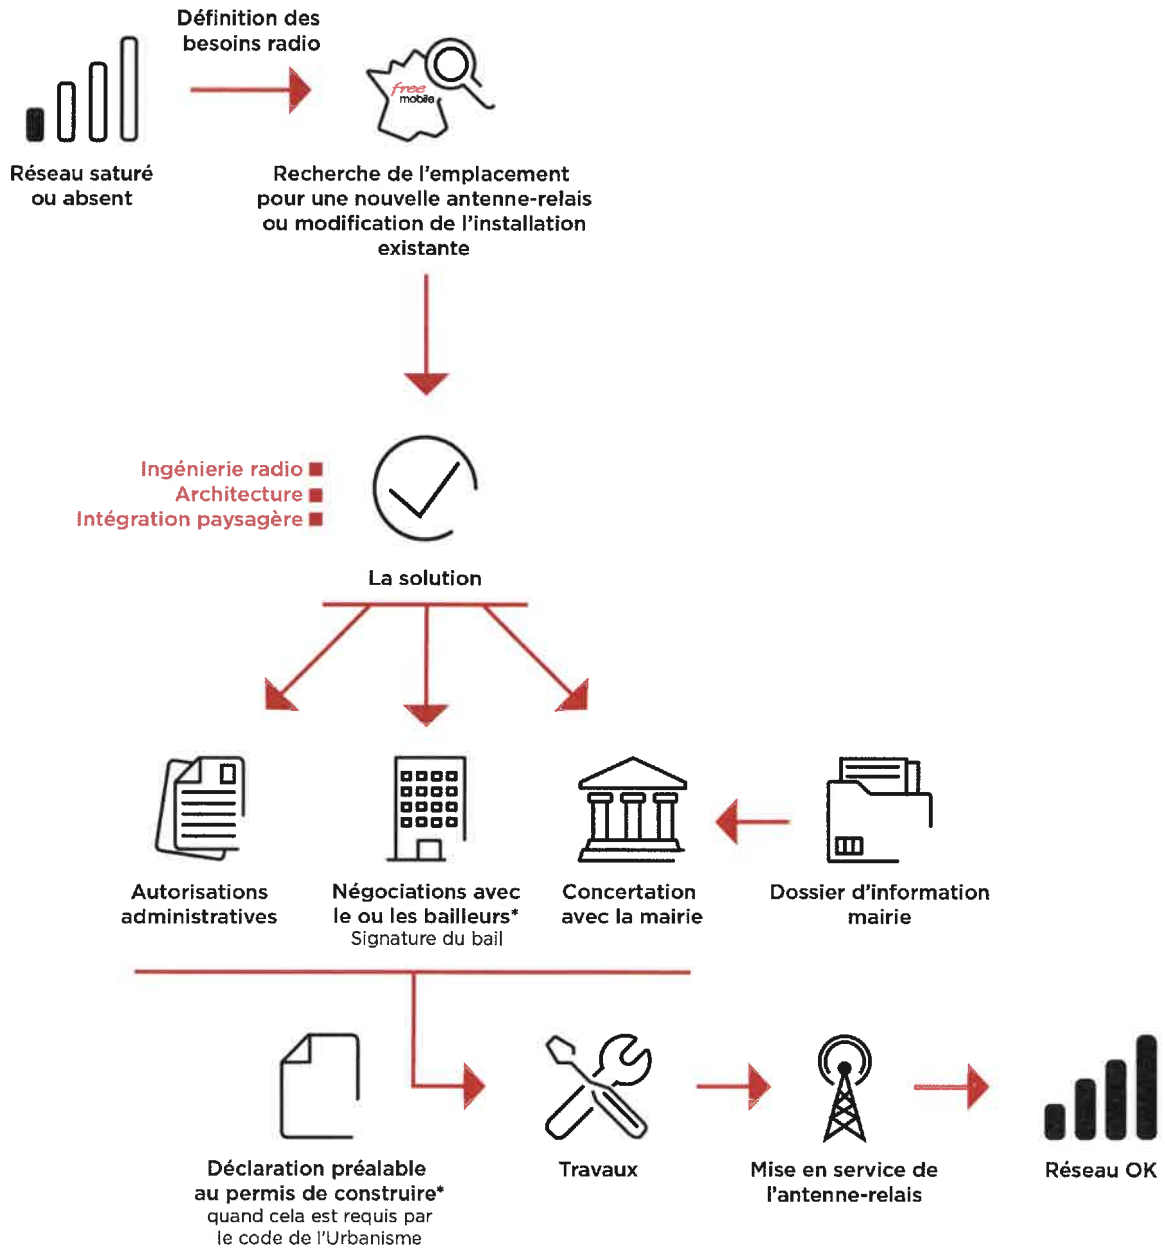 Définition des
besoins radio
free
mobile
Réseau saturé
ou absent
Recherche de l'emplacement
pour une nouvelle antenne-relais
ou modification de l'installation
existante
Ingénierie radio
Architecture
Intégration paysagère
La solution
Autorisations
administratives
Négociations avec
le ou les bailleurs*
Signature du bail
Concertation
avec la mairie
Dossier d'information
mairie
Déclaration préalable
au permis de construire*
quand cela est requis par
le code de l'Urbanisme
Travaux
Mise en service de
l'antenne-relais
Réseau OK